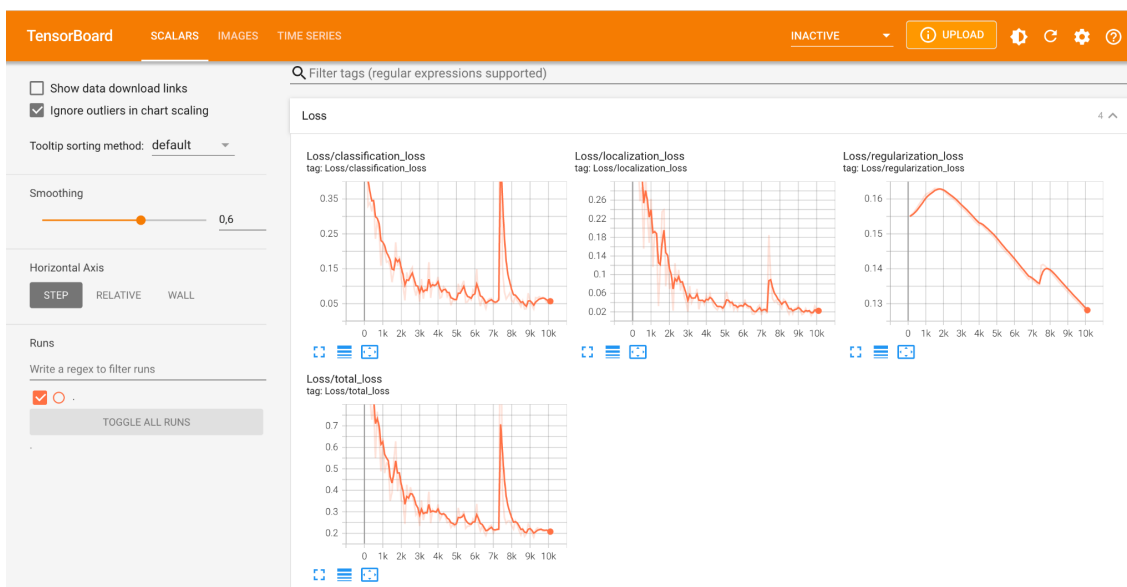 TensorBoard SCALARS IMAGES TIME SERIES INACTIVE UPLOAD
Show data download links
Ignore outliers in chart scaling
Tooltip sorting method: default
Smoothing
0,6
Horizontal Axis
STEP RELATIVE WALL
Runs
Write a regex to filter runs
.
TOGGLE ALL RUNS
.
Filter tags (regular expressions supported)
Loss 4
Loss/classification_loss
tag: Loss/classification_loss
0.35
0.25
0.15
0.05
0 1k 2k 3k 4k 5k 6k 7k 8k 9k 10k
Loss/localization_loss
tag: Loss/localization_loss
0.26
0.22
0.18
0.14
0.1
0.06
0.02
0 1k 2k 3k 4k 5k 6k 7k 8k 9k 10k
Loss/regularization_loss
tag: Loss/regularization_loss
0.16
0.15
0.14
0.13
0 1k 2k 3k 4k 5k 6k 7k 8k 9k 10k
Loss/total_loss
tag: Loss/total_loss
0.7
0.6
0.5
0.4
0.3
0.2
0 1k 2k 3k 4k 5k 6k 7k 8k 9k 10k